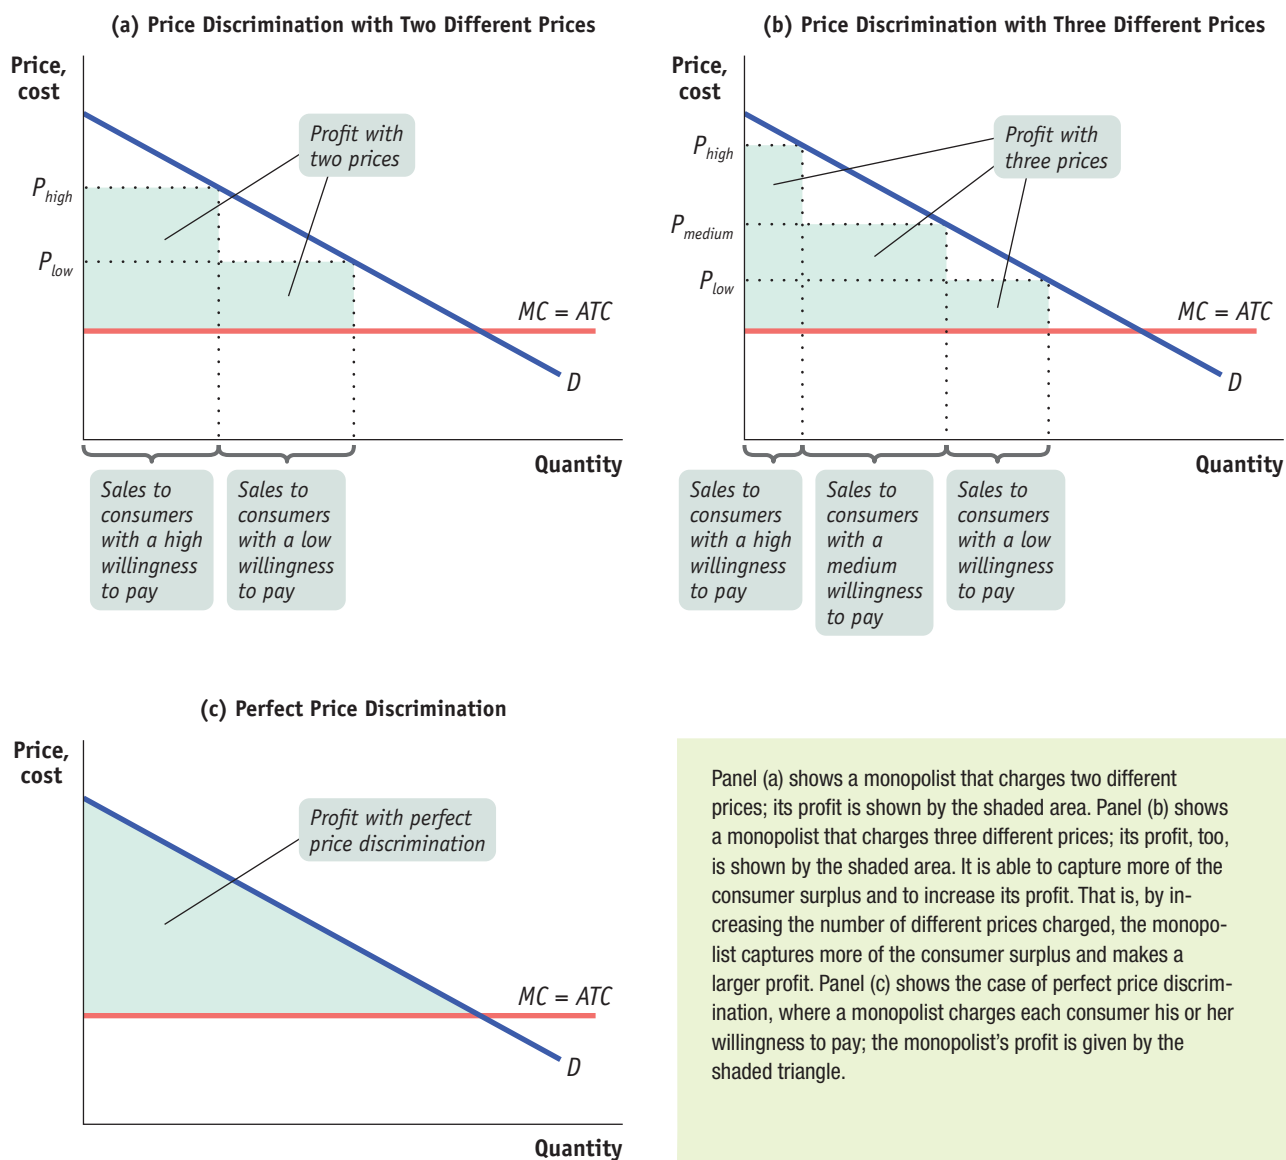 (a) Price Discrimination with Two Different Prices
Price,
cost
Profit with
two prices
P high
P low
MC = ATC
D
Quantity
Sales to
consumers
with a high
willingness
to pay
Sales to
consumers
with a low
willingness
to pay
(b) Price Discrimination with Three Different Prices
Price,
cost
Profit with
three prices
P high
P medium
P low
MC = ATC
D
Quantity
Sales to
consumers
with a high
willingness
to pay
Sales to
consumers
with a
medium
willingness
to pay
Sales to
consumers
with a low
willingness
to pay
(c) Perfect Price Discrimination
Price,
cost
Profit with perfect
price discrimination
MC = ATC
D
Quantity
Panel (a) shows a monopolist that charges two different
prices; its profit is shown by the shaded area. Panel (b) shows
a monopolist that charges three different prices; its profit, too,
is shown by the shaded area. It is able to capture more of the
consumer surplus and to increase its profit. That is, by in-
creasing the number of different prices charged, the monopo-
list captures more of the consumer surplus and makes a
larger profit. Panel (c) shows the case of perfect price discrim-
ination, where a monopolist charges each consumer his or her
willingness to pay; the monopolist's profit is given by the
shaded triangle.